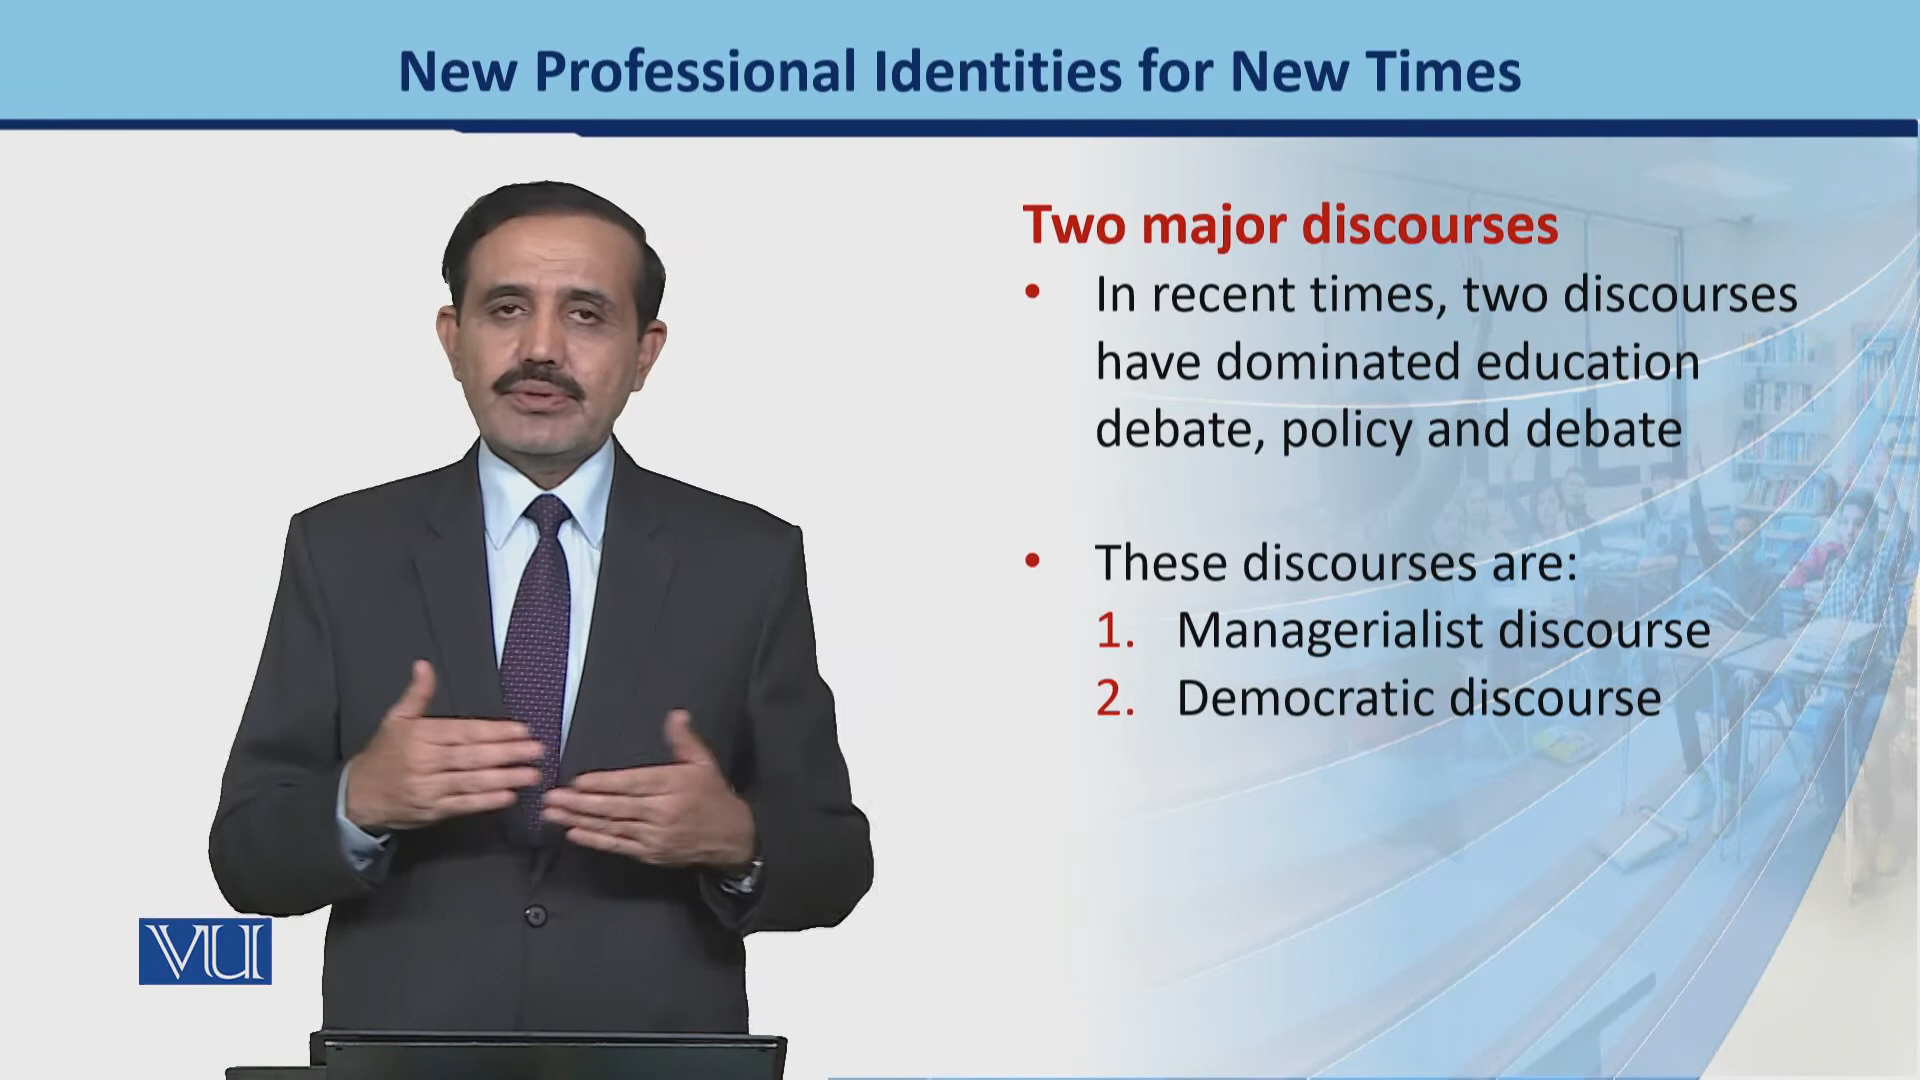 New Professional Identities for New Times
Two major discourses
• In recent times, two discourses
have dominated education
debate, policy and debate
• These discourses are:
1. Managerialist discourse
2. Democratic discourse
VU